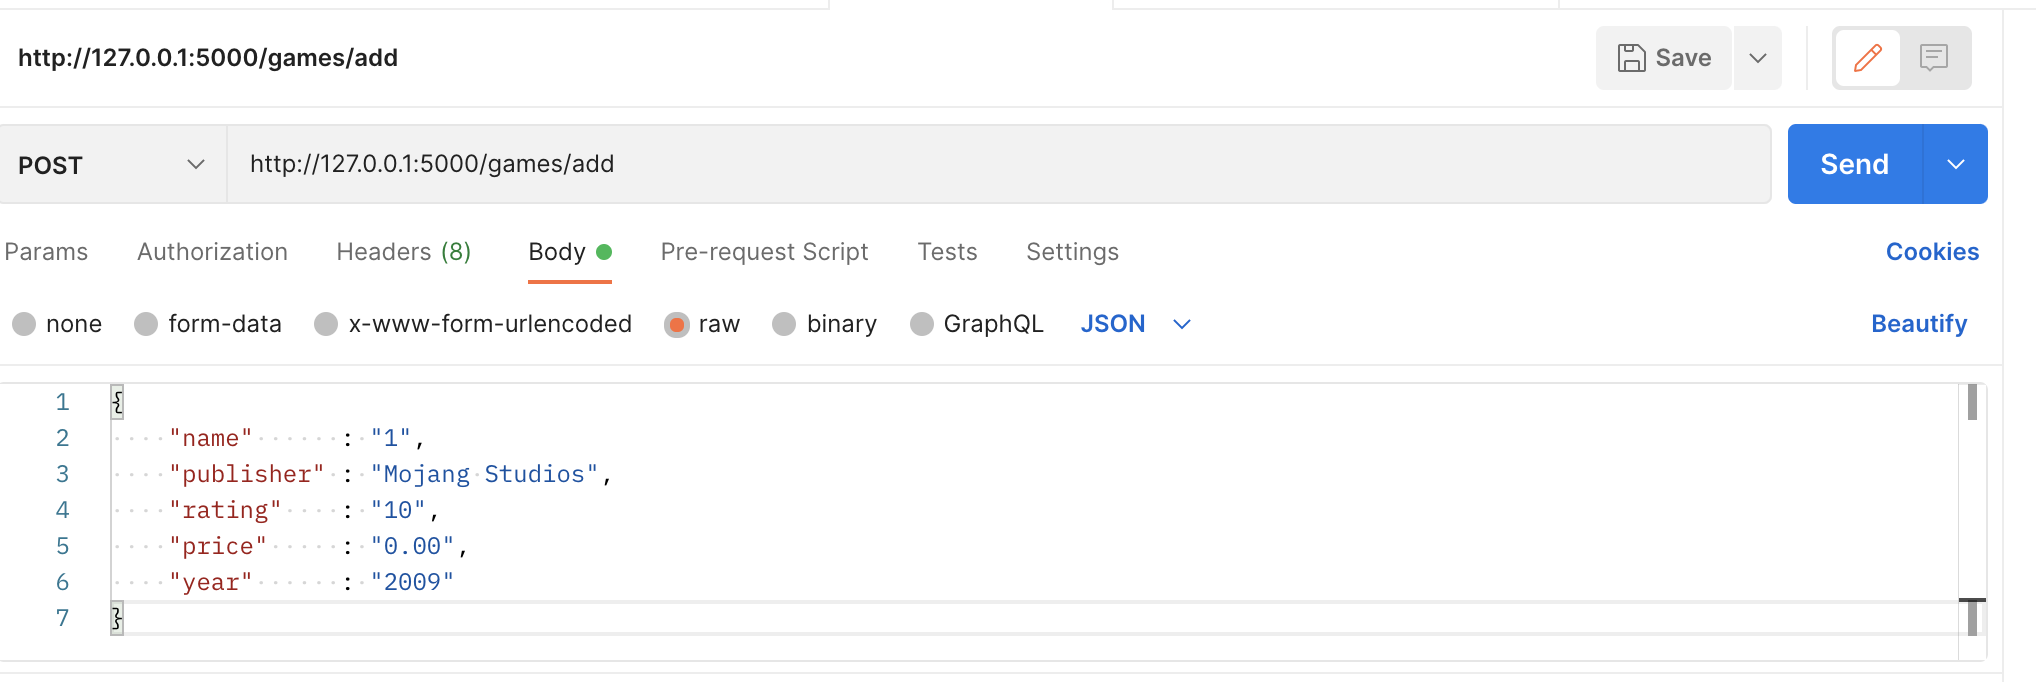 http://127.0.0.1:5000/games/add
Save
POST
http://127.0.0.1:5000/games/add
Send
Params Authorization Headers (8) Body Pre-request Script Tests Settings Cookies
none form-data x-www-form-urlencoded raw binary GraphQL JSON Beautify
1 {
2 "name" : "1",
3 "publisher" : "Mojang Studios",
4 "rating" : "10",
5 "price" : "0.00",
6 "year" : "2009"
7 }